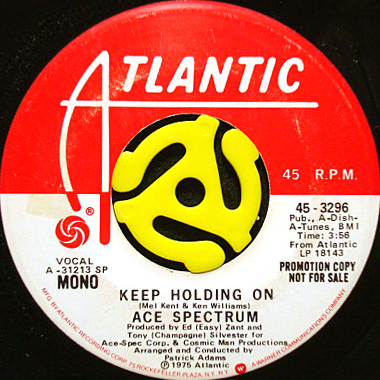 ATLANTIC
45 R.P.M.
45 - 3296
Pub., A-Dish-
A-Tunes, BMI
Time: 3:56
From Atlantic
LP 18143
PROMOTION COPY
NOT FOR SALE
®
VOCAL
A - 31213 SP
MONO
KEEP HOLDING ON
(Mel Kent & Ken Williams)
ACE SPECTRUM
Produced by Ed (Easy) Zant and
Tony (Champagne) Silvester for
Ace-Spec Corp. & Cosmic Man Productions
Arranged and Conducted by
Patrick Adams
℗ 1975 Atlantic
MFG. BY ATLANTIC RECORDING CORP. 75 ROCKEFELLER PLAZA, N.Y., N.Y. W A WARNER COMMUNICATIONS COMPANY